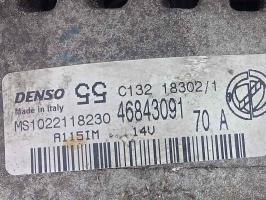 DENSO 55 C132 18302/1
Made in Italy
MS1022118230 46843091 70 A
A115IM 14V